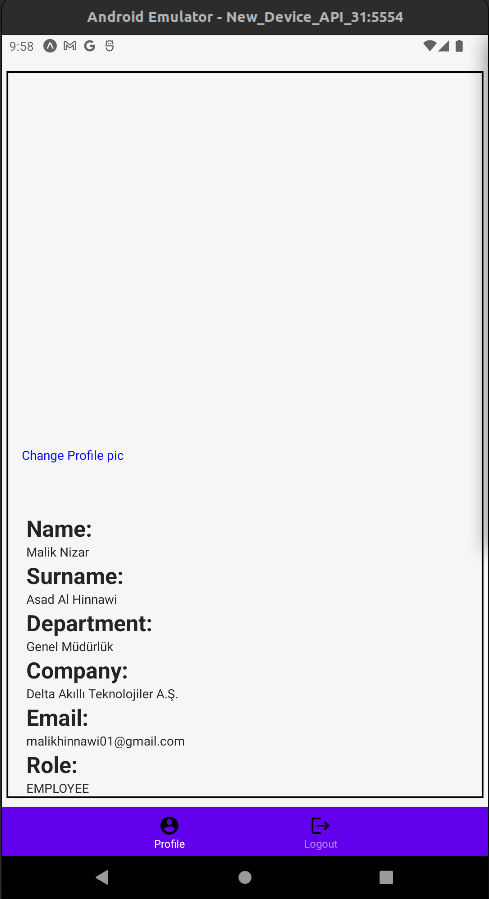 Android Emulator - New_Device_API_31:5554
9:58
Change Profile pic
Name:
Malik Nizar
Surname:
Asad Al Hinnawi
Department:
Genel Müdürlük
Company:
Delta Akıllı Teknolojiler A.Ş.
Email:
malikhinnawi01@gmail.com
Role:
EMPLOYEE
Profile
Logout